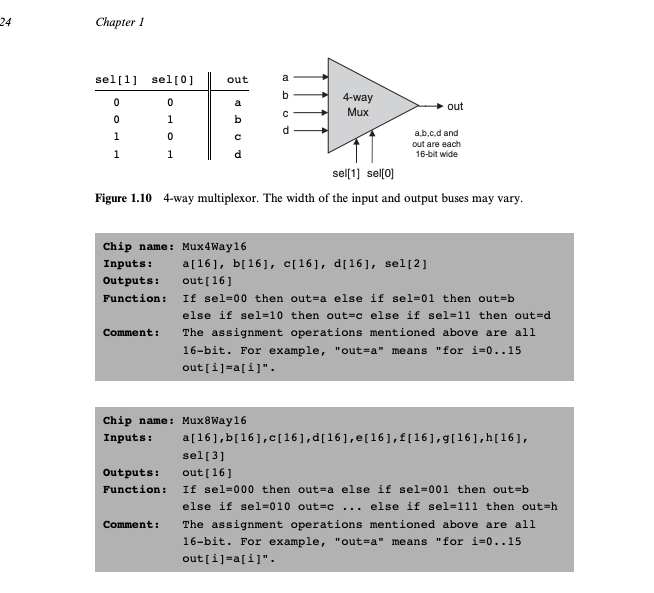 24
Chapter 1
sel[1] sel[0] out
0 0 a
0 1 b
1 0 c
1 1 d
a
b
c
d
4-way
Mux
out
a,b,c,d and
out are each
16-bit wide
sel[1] sel[0]
Figure 1.10 4-way multiplexor. The width of the input and output buses may vary.
Chip name: Mux4Way16
Inputs: a[16], b[16], c[16], d[16], sel[2]
Outputs: out[16]
Function: If sel=00 then out=a else if sel=01 then out=b
else if sel=10 then out=c else if sel=11 then out=d
Comment: The assignment operations mentioned above are all
16-bit. For example, "out=a" means "for i=0..15
out[i]=a[i]".
Chip name: Mux8Way16
Inputs: a[16],b[16],c[16],d[16],e[16],f[16],g[16],h[16],
sel[3]
Outputs: out[16]
Function: If sel=000 then out=a else if sel=001 then out=b
else if sel=010 out=c ... else if sel=111 then out=h
Comment: The assignment operations mentioned above are all
16-bit. For example, "out=a" means "for i=0..15
out[i]=a[i]".